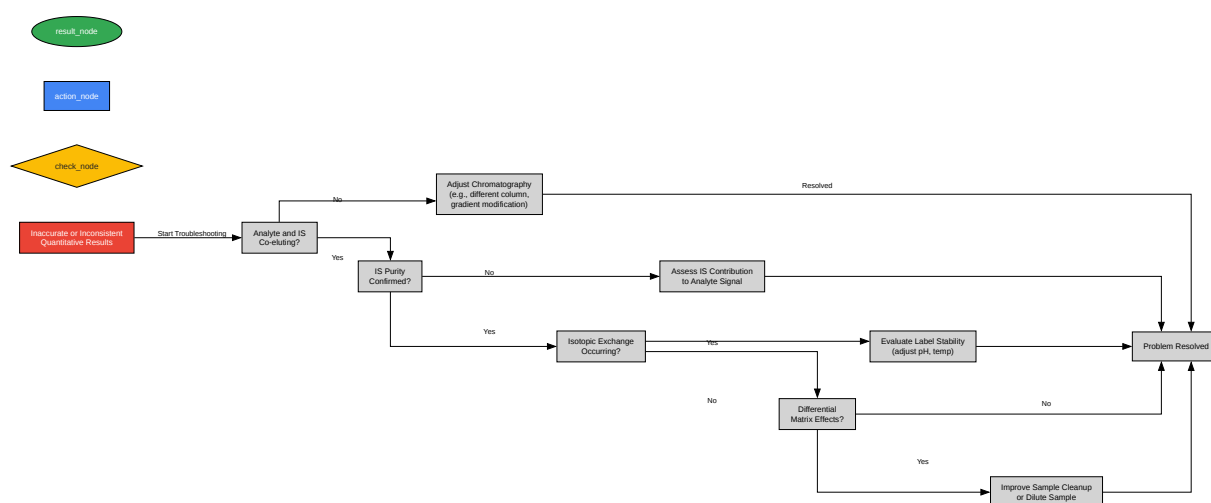 result_node
action_node
check_node
Inaccurate or Inconsistent
Quantitative Results
Start Troubleshooting
Analyte and IS
Co-eluting?
No
Adjust Chromatography
(e.g., different column,
gradient modification)
Resolved
Yes
IS Purity
Confirmed?
No
Assess IS Contribution
to Analyte Signal
Yes
Isotopic Exchange
Occurring?
Yes
Evaluate Label Stability
(adjust pH, temp)
Problem Resolved
No
Differential
Matrix Effects?
No
Yes
Improve Sample Cleanup
or Dilute Sample